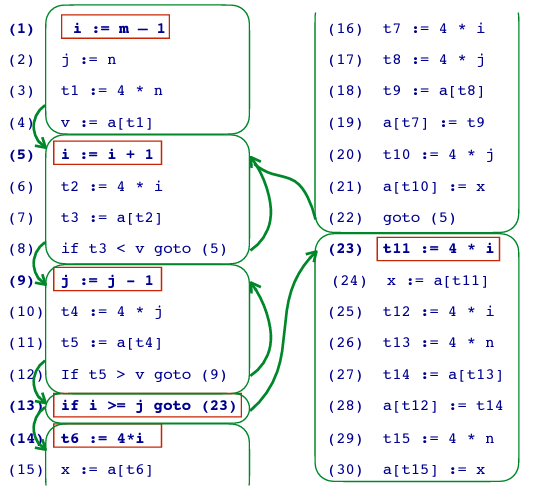 (1) i := m – 1
(2) j := n
(3) t1 := 4 * n
(4) v := a[t1]
(5) i := i + 1
(6) t2 := 4 * i
(7) t3 := a[t2]
(8) if t3 < v goto (5)
(9) j := j - 1
(10) t4 := 4 * j
(11) t5 := a[t4]
(12) If t5 > v goto (9)
(13) if i >= j goto (23)
(14) t6 := 4*i
(15) x := a[t6]
(16) t7 := 4 * i
(17) t8 := 4 * j
(18) t9 := a[t8]
(19) a[t7] := t9
(20) t10 := 4 * j
(21) a[t10] := x
(22) goto (5)
(23) t11 := 4 * i
(24) x := a[t11]
(25) t12 := 4 * i
(26) t13 := 4 * n
(27) t14 := a[t13]
(28) a[t12] := t14
(29) t15 := 4 * n
(30) a[t15] := x